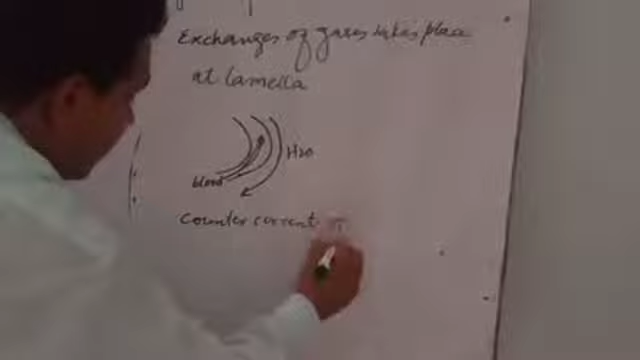 Exchanges of gases takes place
at lamella
H2O
blood
Counter current